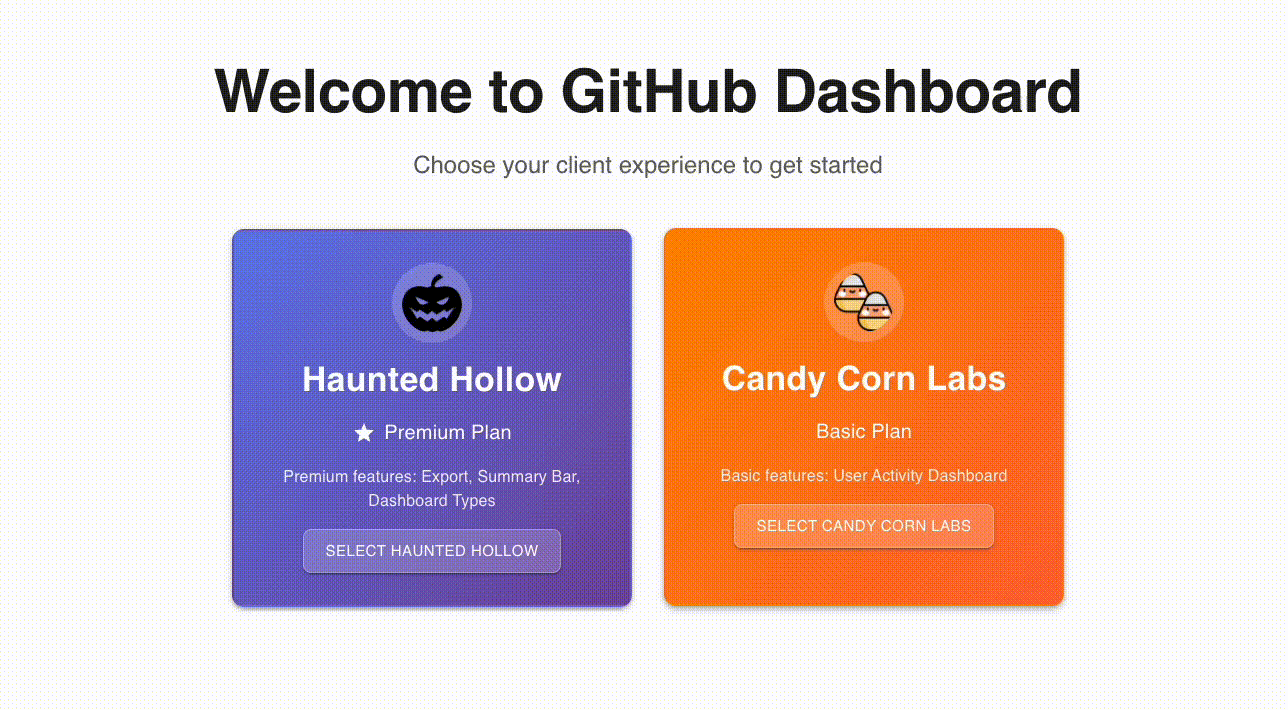 Welcome to GitHub Dashboard
Choose your client experience to get started
Haunted Hollow
Premium Plan
Premium features: Export, Summary Bar,
Dashboard Types
SELECT HAUNTED HOLLOW
Candy Corn Labs
Basic Plan
Basic features: User Activity Dashboard
SELECT CANDY CORN LABS